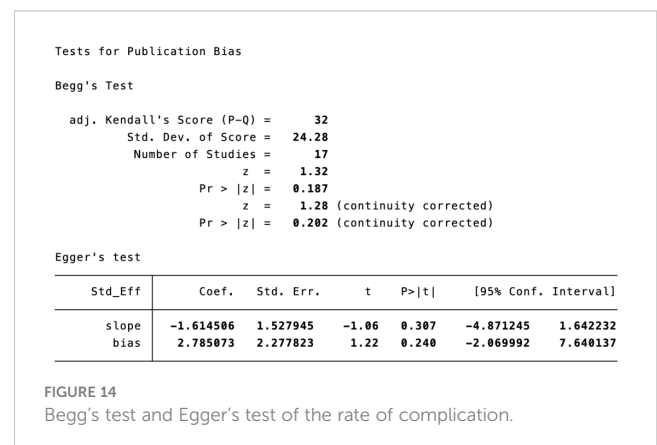 Tests for Publication Bias
Begg's Test
adj. Kendall's Score (P-Q) = 32
Std. Dev. of Score = 24.28
Number of Studies = 17
z = 1.32
Pr > |z| = 0.187
z = 1.28 (continuity corrected)
Pr > |z| = 0.202 (continuity corrected)
Egger's test
Std_Eff Coef. Std. Err. t P>|t| [95% Conf. Interval]
slope -1.614506 1.527945 -1.06 0.307 -4.871245 1.642232
bias 2.785073 2.277823 1.22 0.240 -2.069992 7.640137
FIGURE 14
Begg's test and Egger's test of the rate of complication.